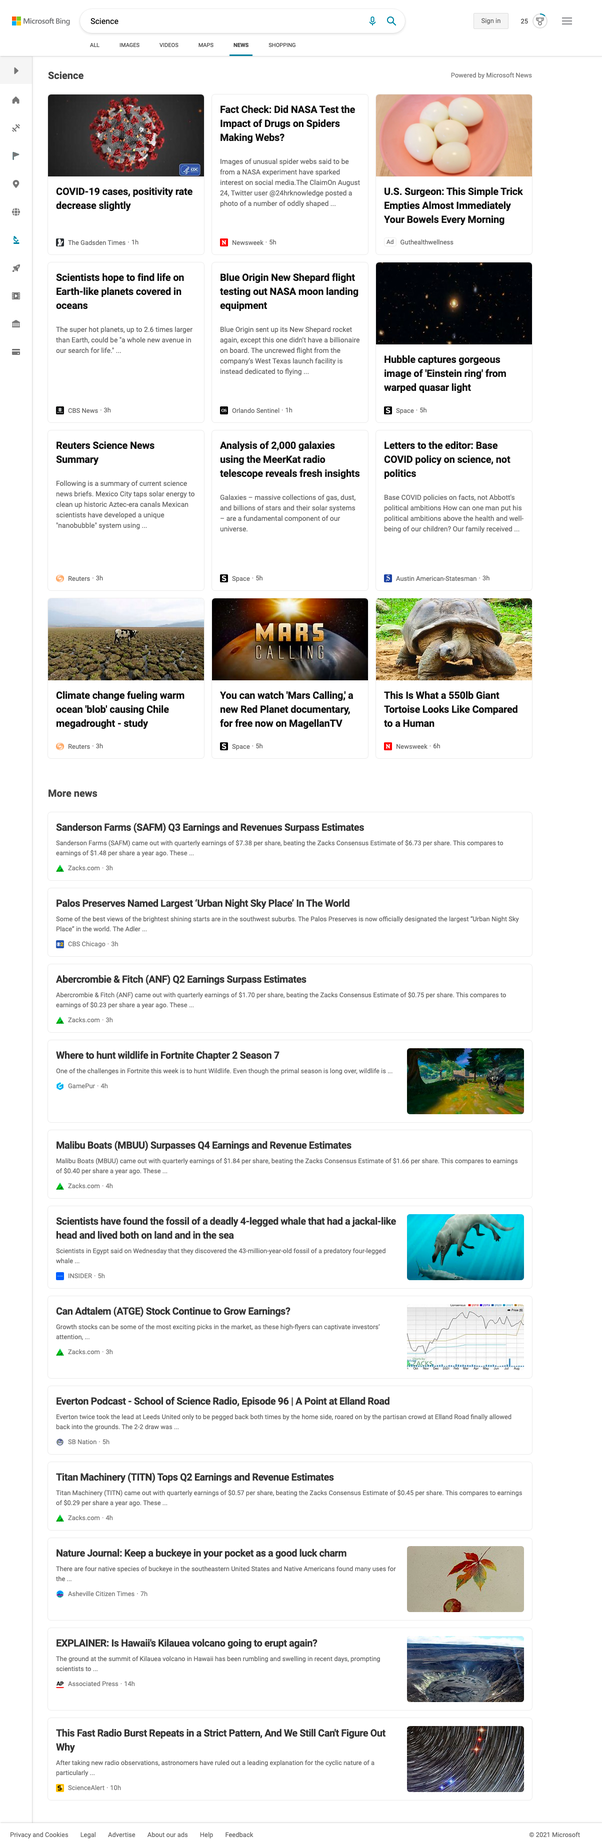 Microsoft Bing
Science
Sign in
25
ALL
IMAGES
VIDEOS
MAPS
NEWS
SHOPPING
Science
Powered by Microsoft News
COVID-19 cases, positivity rate
decrease slightly
The Gadsden Times · 1h
Fact Check: Did NASA Test the
Impact of Drugs on Spiders
Making Webs?
Images of unusual spider webs said to be
from a NASA experiment have sparked
interest on social media.The ClaimOn August
24, Twitter user @24hrknowledge posted a
photo of a number of oddly shaped ...
Newsweek · 5h
U.S. Surgeon: This Simple Trick
Empties Almost Immediately
Your Bowels Every Morning
Ad
Guthealthwellness
Scientists hope to find life on
Earth-like planets covered in
oceans
The super hot planets, up to 2.6 times larger
than Earth, could be "a whole new avenue in
our search for life." ...
CBS News · 3h
Blue Origin New Shepard flight
testing out NASA moon landing
equipment
Blue Origin sent up its New Shepard rocket
again, except this one didn't have a billionaire
on board. The uncrewed flight from the
company's West Texas launch facility is
instead dedicated to flying ...
Orlando Sentinel · 1h
Hubble captures gorgeous
image of 'Einstein ring' from
warped quasar light
Space · 5h
Reuters Science News
Summary
Following is a summary of current science
news briefs. Mexico City taps solar energy to
clean up historic Aztec-era canals Mexican
scientists have developed a unique
"nanobubble" system using ...
Reuters · 3h
Analysis of 2,000 galaxies
using the MeerKat radio
telescope reveals fresh insights
Galaxies – massive collections of gas, dust,
and billions of stars and their solar systems
– are a fundamental component of our
universe.
Space · 5h
Letters to the editor: Base
COVID policy on science, not
politics
Base COVID policies on facts, not Abbott's
political ambitions How can one man put his
political ambitions above the health and well-
being of our children? Our family received ...
Austin American-Statesman · 3h
Climate change fueling warm
ocean 'blob' causing Chile
megadrought - study
Reuters · 3h
MARS
CALLING
You can watch 'Mars Calling,' a
new Red Planet documentary,
for free now on MagellanTV
Space · 5h
This Is What a 550lb Giant
Tortoise Looks Like Compared
to a Human
Newsweek · 6h
More news
Sanderson Farms (SAFM) Q3 Earnings and Revenues Surpass Estimates
Sanderson Farms (SAFM) came out with quarterly earnings of $7.38 per share, beating the Zacks Consensus Estimate of $6.73 per share. This compares to
earnings of $1.48 per share a year ago. These ...
Zacks.com · 3h
Palos Preserves Named Largest 'Urban Night Sky Place' In The World
Some of the best views of the brightest shining starts are in the southwest suburbs. The Palos Preserves is now officially designated the largest "Urban Night Sky
Place" in the world. The Adler ...
CBS Chicago · 3h
Abercrombie & Fitch (ANF) Q2 Earnings Surpass Estimates
Abercrombie & Fitch (ANF) came out with quarterly earnings of $1.70 per share, beating the Zacks Consensus Estimate of $0.75 per share. This compares to
earnings of $0.23 per share a year ago. These ...
Zacks.com · 3h
Where to hunt wildlife in Fortnite Chapter 2 Season 7
One of the challenges in Fortnite this week is to hunt Wildlife. Even though the primal season is long over, wildlife is ...
GamePur · 4h
Malibu Boats (MBUU) Surpasses Q4 Earnings and Revenue Estimates
Malibu Boats (MBUU) came out with quarterly earnings of $1.84 per share, beating the Zacks Consensus Estimate of $1.66 per share. This compares to earnings
of $0.40 per share a year ago. These ...
Zacks.com · 4h
Scientists have found the fossil of a deadly 4-legged whale that had a jackal-like
head and lived both on land and in the sea
Scientists in Egypt said on Wednesday that they discovered the 43-million-year-old fossil of a predatory four-legged
whale ...
INSIDER · 5h
Can Adtalem (ATGE) Stock Continue to Grow Earnings?
Growth stocks can be some of the most exciting picks in the market, as these high-flyers can captivate investors'
attention, ...
Zacks.com · 3h
ZACKS
Everton Podcast - School of Science Radio, Episode 96 | A Point at Elland Road
Everton twice took the lead at Leeds United only to be pegged back both times by the home side, roared on by the partisan crowd at Elland Road finally allowed
back into the grounds. The 2-2 draw was ...
SB Nation · 5h
Titan Machinery (TITN) Tops Q2 Earnings and Revenue Estimates
Titan Machinery (TITN) came out with quarterly earnings of $0.57 per share, beating the Zacks Consensus Estimate of $0.45 per share. This compares to earnings
of $0.29 per share a year ago. These ...
Zacks.com · 4h
Nature Journal: Keep a buckeye in your pocket as a good luck charm
There are four native species of buckeye in the southeastern United States and Native Americans found many uses for
the ...
Asheville Citizen Times · 7h
EXPLAINER: Is Hawaii's Kilauea volcano going to erupt again?
The ground at the summit of Kilauea volcano in Hawaii has been rumbling and swelling in recent days, prompting
scientists to ...
AP
Associated Press · 14h
This Fast Radio Burst Repeats in a Strict Pattern, And We Still Can't Figure Out
Why
After taking new radio observations, astronomers have ruled out a leading explanation for the cyclic nature of a
particularly ...
ScienceAlert · 10h
Privacy and Cookies
Legal
Advertise
About our ads
Help
Feedback
© 2021 Microsoft